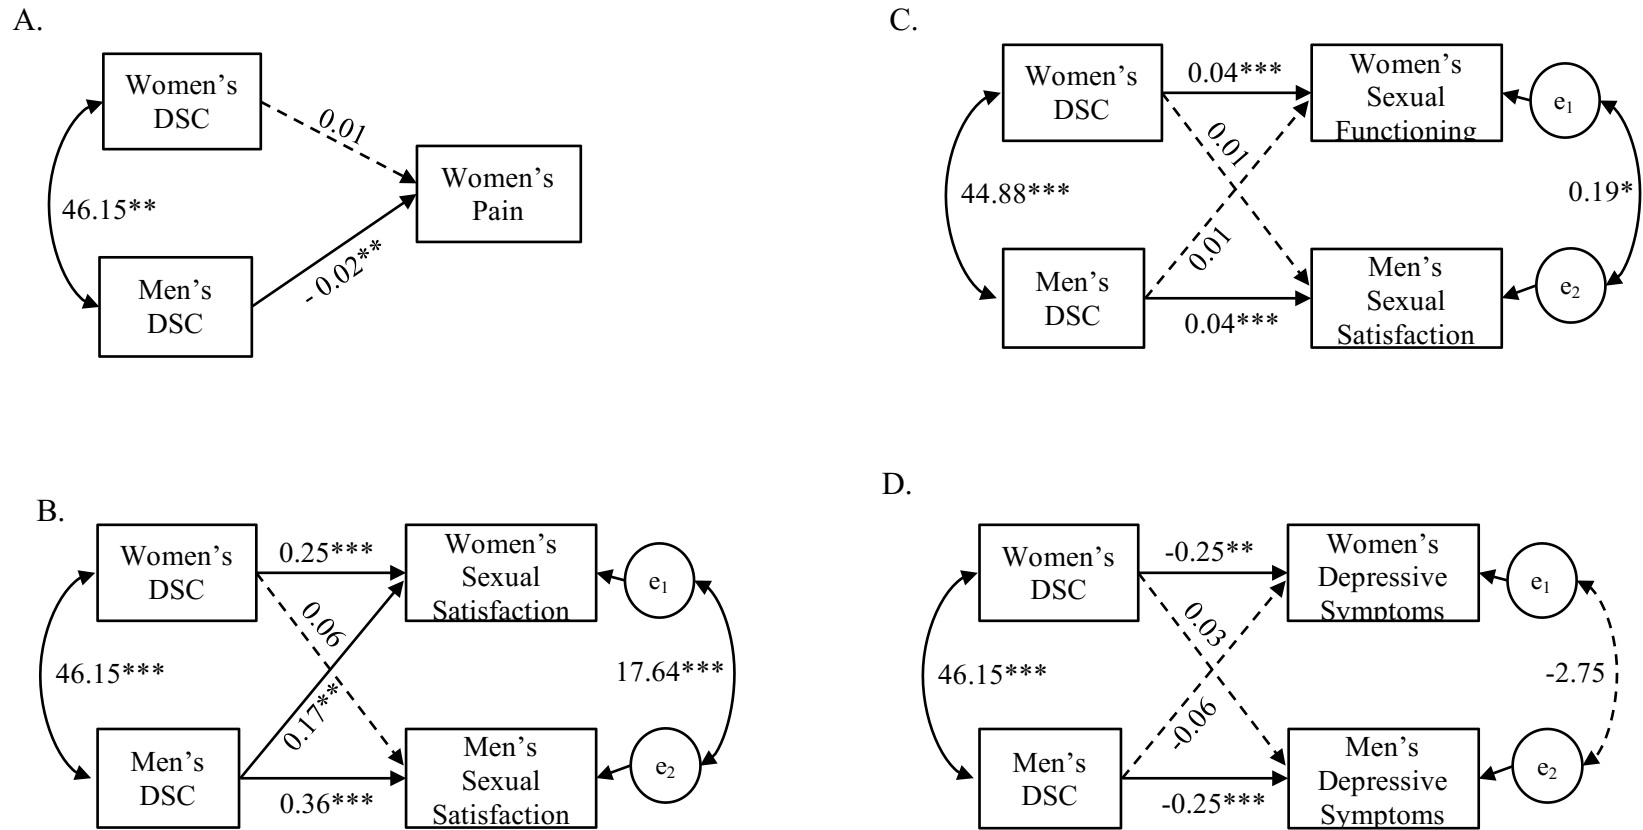 A.
Women's
DSC
Men's
DSC
46.15**
0.01
- 0.02**
Women's
Pain
C.
Women's
DSC
Men's
DSC
44.88***
0.04***
0.01
0.01
0.04***
Women's
Sexual
Functioning
Men's
Sexual
Satisfaction
e1
e2
0.19*
B.
Women's
DSC
Men's
DSC
46.15***
0.25***
0.06
0.17**
0.36***
Women's
Sexual
Satisfaction
Men's
Sexual
Satisfaction
e1
e2
17.64***
D.
Women's
DSC
Men's
DSC
46.15***
-0.25**
0.03
-0.06
-0.25***
Women's
Depressive
Symptoms
Men's
Depressive
Symptoms
e1
e2
-2.75